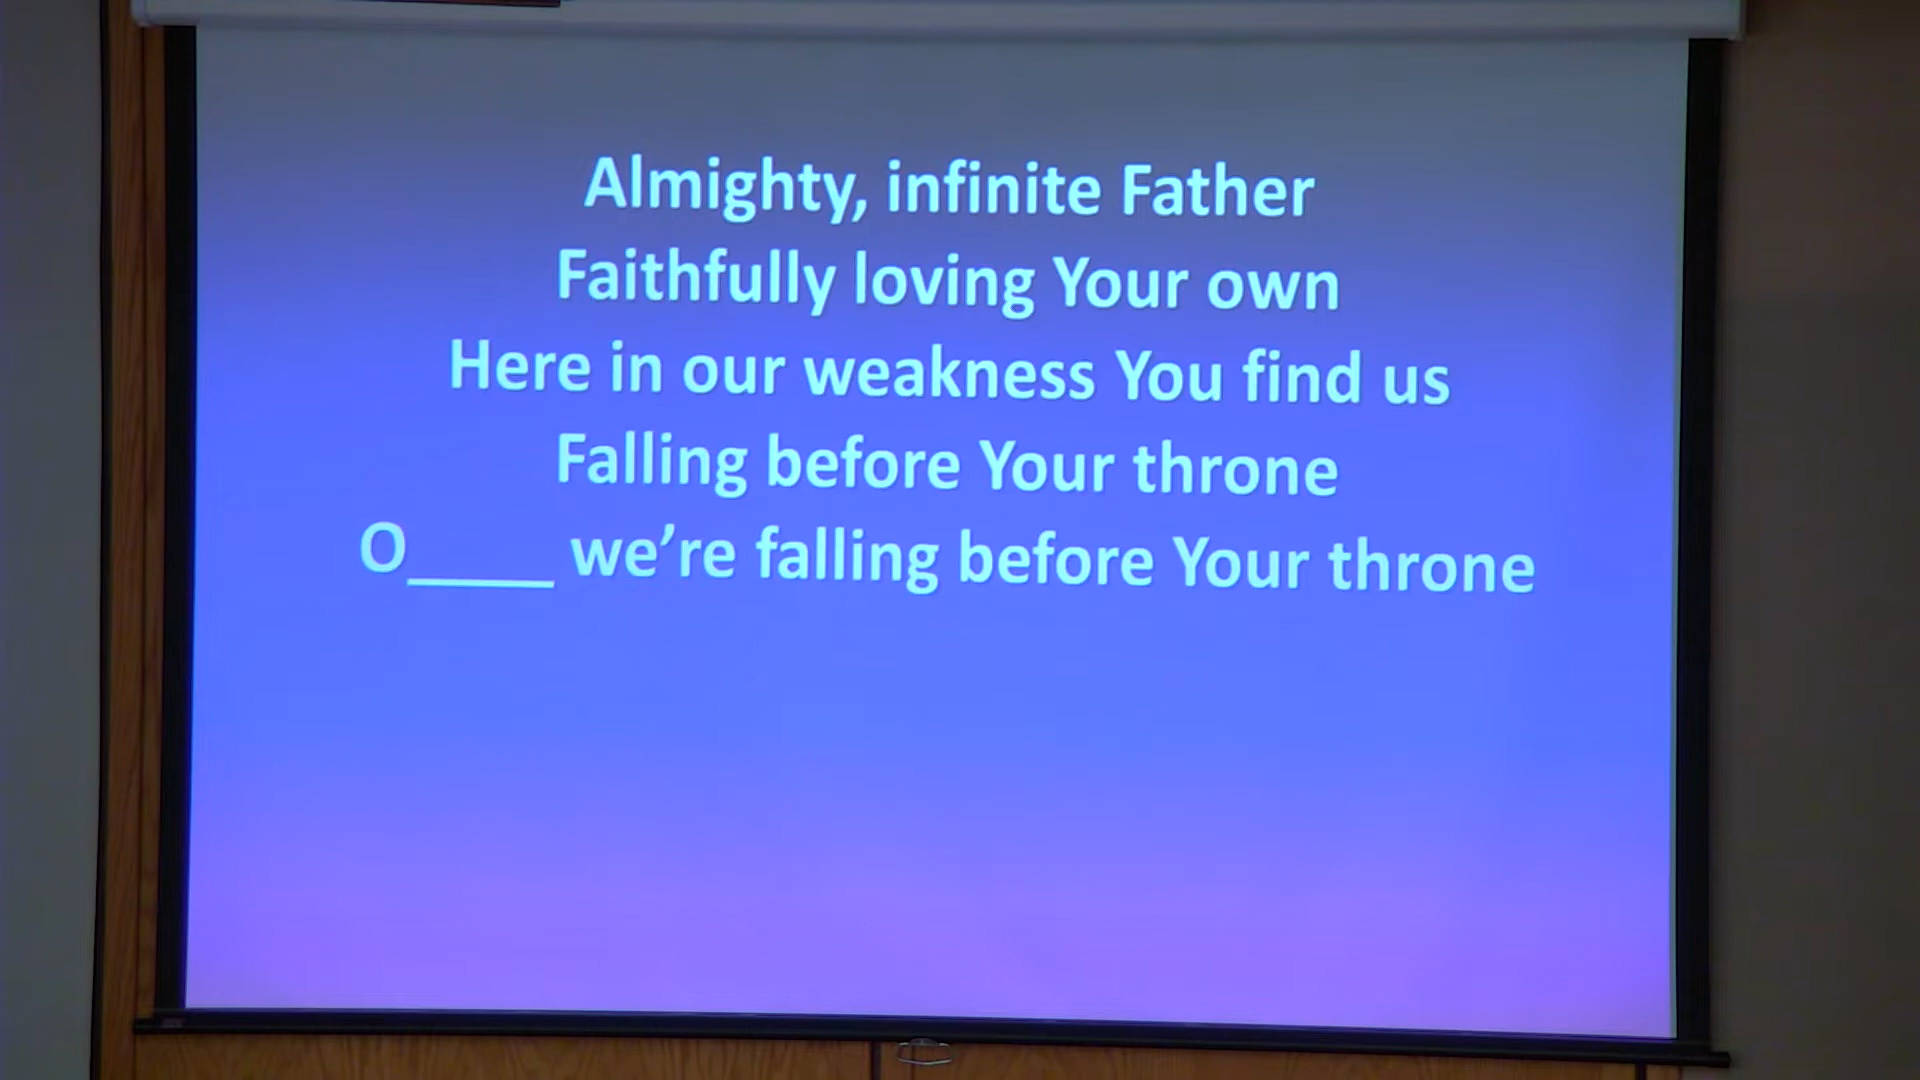 Almighty, infinite Father
Faithfully loving Your own
Here in our weakness You find us
Falling before Your throne
O____ we’re falling before Your throne